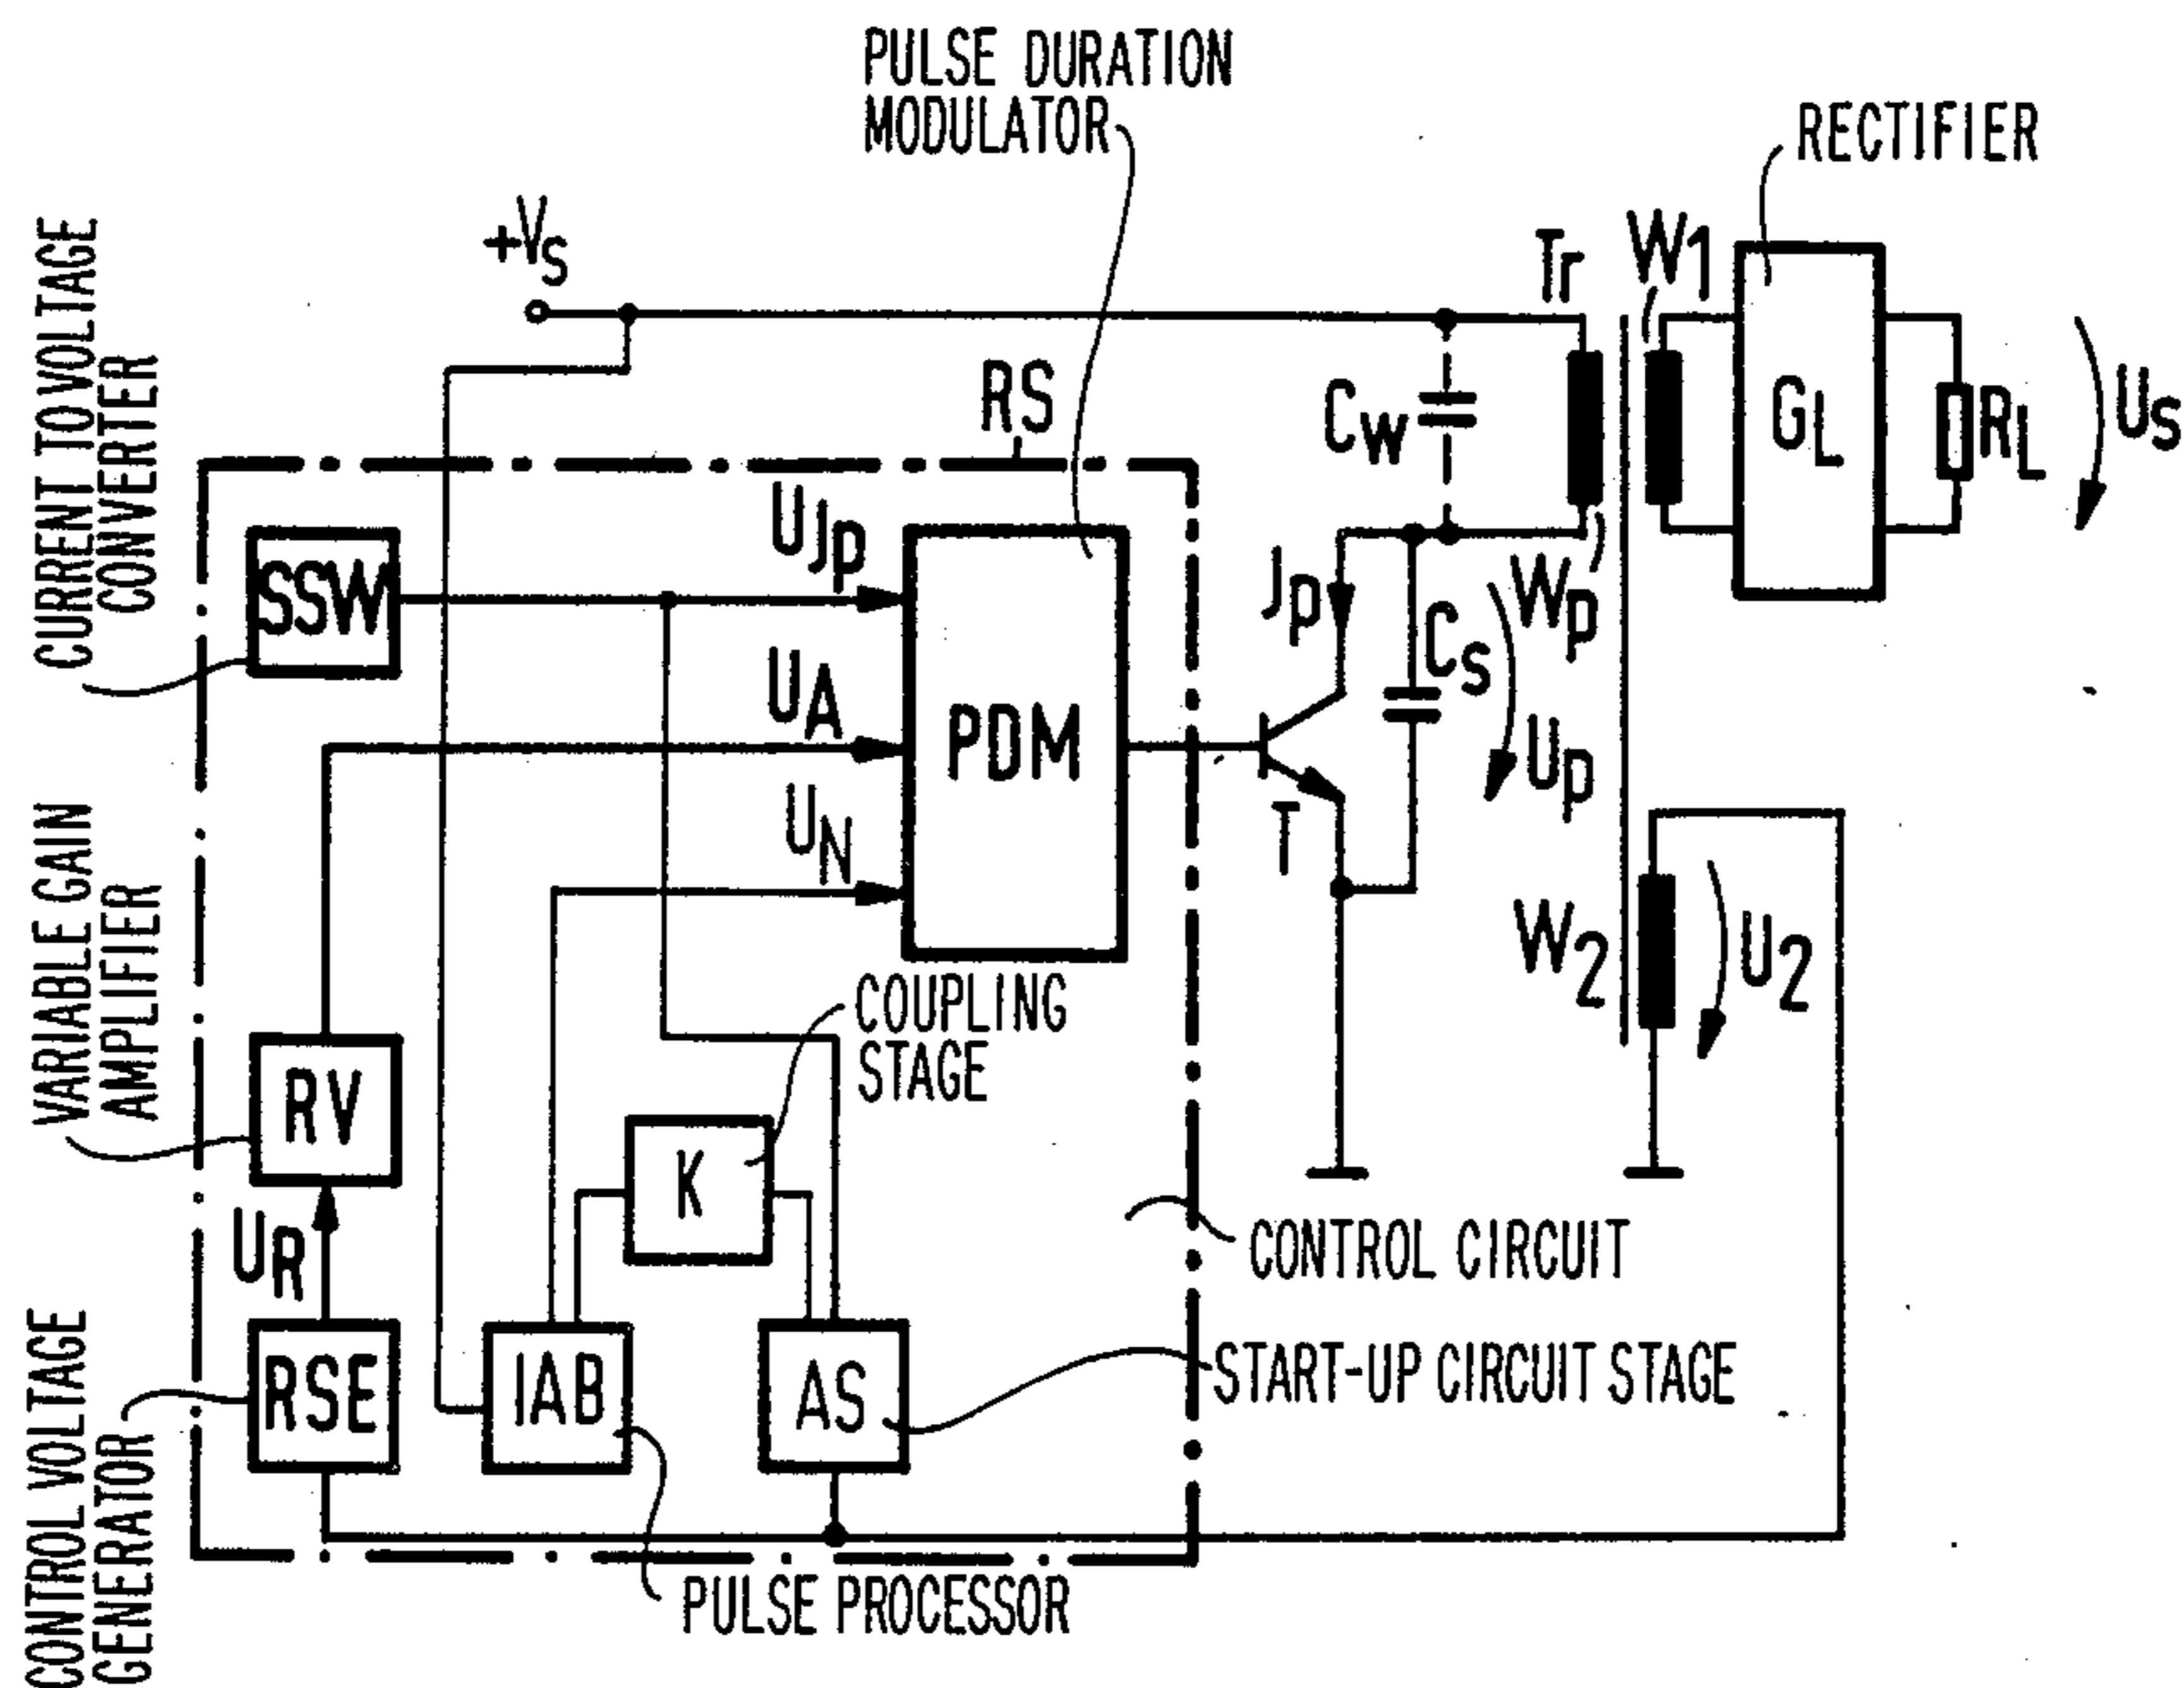 PULSE DURATION
MODULATOR
RECTIFIER
CURRENT TO VOLTAGE
CONVERTER
+VS
Tr
W1
RS
CW
GL
RL
US
UJp
SSW
Jp
CS
Wp
UA
PDM
Up
UN
T
VARIABLE GAIN
AMPLIFIER
W2
U2
COUPLING
STAGE
RV
K
CONTROL CIRCUIT
UR
CONTROL VOLTAGE
GENERATOR
RSE
IAB
AS
START-UP CIRCUIT STAGE
PULSE PROCESSOR